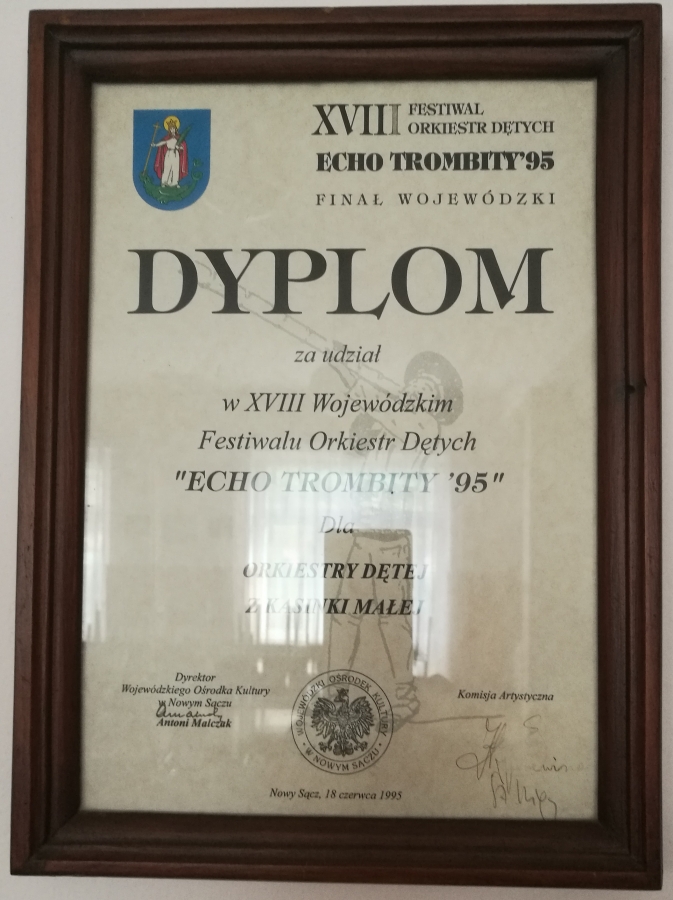 XVIII FESTIWAL
ORKIESTR DĘTYCH
ECHO TROMBITY'95
FINAŁ WOJEWÓDZKI
DYPLOM
za udział
w XVIII Wojewódzkim
Festiwalu Orkiestr Dętych
"ECHO TROMBITY '95"
Dla
ORKIESTRY DĘTEJ
Z KASINKI MAŁEJ
Dyrektor
Wojewódzkiego Ośrodka Kultury
w Nowym Sączu
Antoni Malczak
WOJEWÓDZKI OŚRODEK KULTURY
W NOWYM SĄCZU
Komisja Artystyczna
Nowy Sącz, 18 czerwca 1995